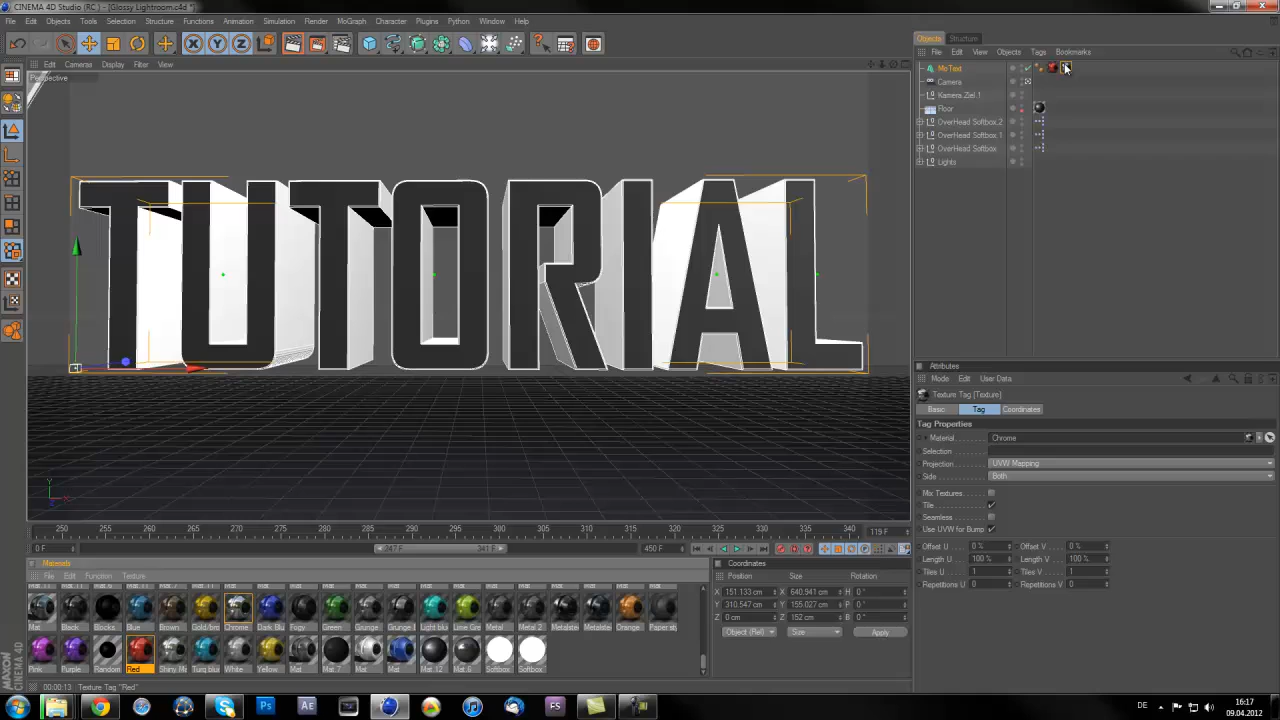 CINEMA 4D Studio (RC ) - [Glossy Lightroom.c4d *]
File Edit Objects Tools Selection Structure Functions Animation Simulation Render MoGraph Character Plugins Python Window Help
Edit Cameras Display Filter View
Perspective
TUTORIAL
Objects Structure
File Edit View Objects Tags Bookmarks
MoText
Camera
Kamera.Ziel.1
Floor
OverHead Softbox.2
OverHead Softbox.1
OverHead Softbox
Lights
Attributes
Mode Edit User Data
Texture Tag [Texture]
Basic Tag Coordinates
Tag Properties
Material Chrome
Selection
Projection UVW Mapping
Side Both
Mix Textures
Tile
Seamless
Use UVW for Bump
Offset U 0 % Offset V 0 %
Length U 100 % Length V 100 %
Tiles U 1 Tiles V 1
Repetitions U 0 Repetitions V 0
250 255 260 265 270 275 280 285 290 295 300 305 310 315 320 325 330 335 340 119 F
0 F 247 F 341 F 450 F
Materials
File Edit Function Texture
Mat Black Blocks Blue Brown Gold/bro Chrome Dark Blu Fogy Green Grunge Grunge B Light blu Lime Gre Metal Metal 2 Metalstee Metalstee Orange Paper sty
Pink Purple Random Red Shiny Mi Turq blu White Yellow Mat Mat.7 Mat Mat Mat.12 Mat.6 Softbox Softbox
Coordinates
Position Size Rotation
X 151.133 cm X 640.941 cm H 0 °
Y 310.547 cm Y 155.027 cm P 0 °
Z 0 cm Z 152 cm B 0 °
Object (Rel) Size Apply
MAXON CINEMA 4D
00:00:13 Texture Tag "Red"
DE 16:17
09.04.2012